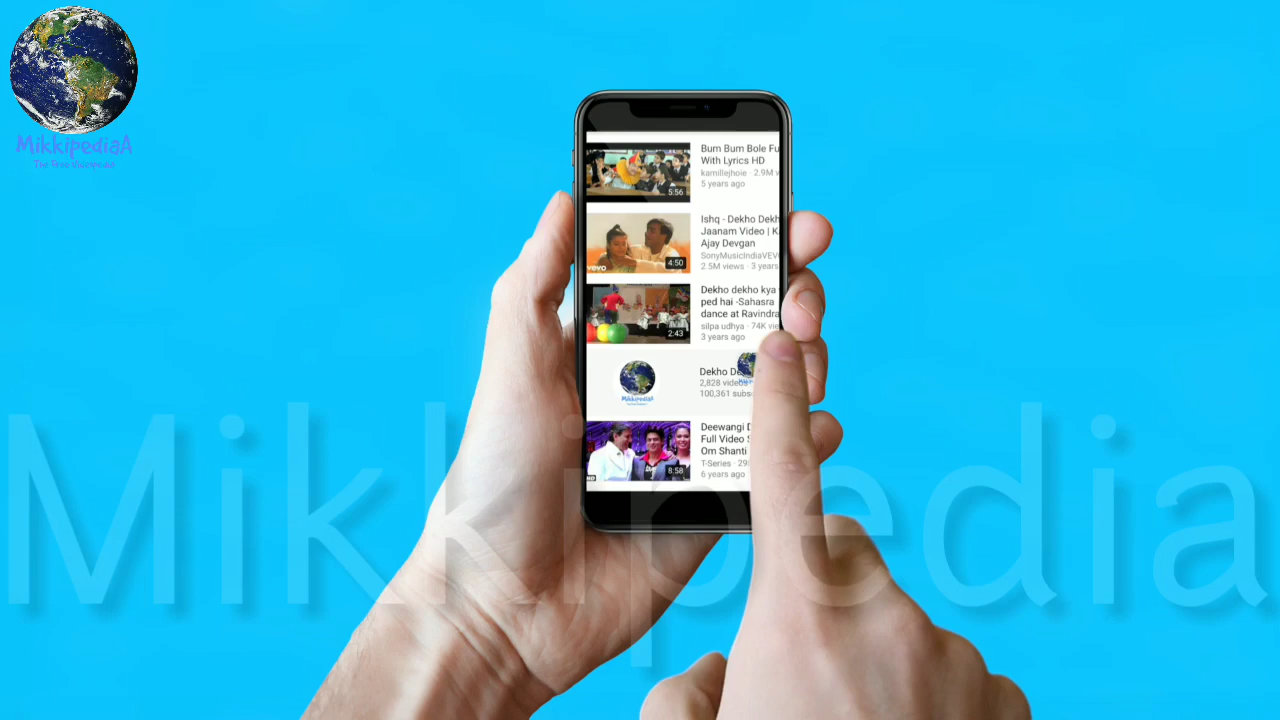 MikkipediaA
The Free Videopedia
Bum Bum Bole Fu
With Lyrics HD
kamillejhoie · 2.9M v
5 years ago
5:56
Ishq - Dekho Dekh
Jaanam Video | K
Ajay Devgan
SonyMusicIndiaVEV
2.5M views · 3 years
4:50
vevo
Dekho dekho kya
ped hai -Sahasra
dance at Ravindra
silpa udhya · 74K vie
3 years ago
2:43
Dekho De
2,828 videos
100,361 subs
MikkipediaA
Deewangi D
Full Video S
Om Shanti
T-Series · 29
6 years ago
8:58
HD
Mikkipedia